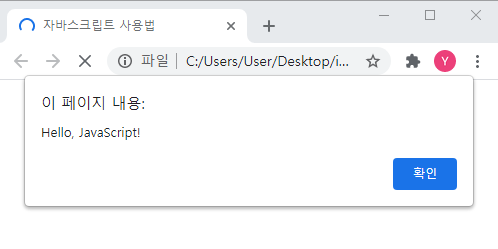 자바스크립트 사용법
파일 C:/Users/User/Desktop/i...
Y
이 페이지 내용:
Hello, JavaScript!
확인